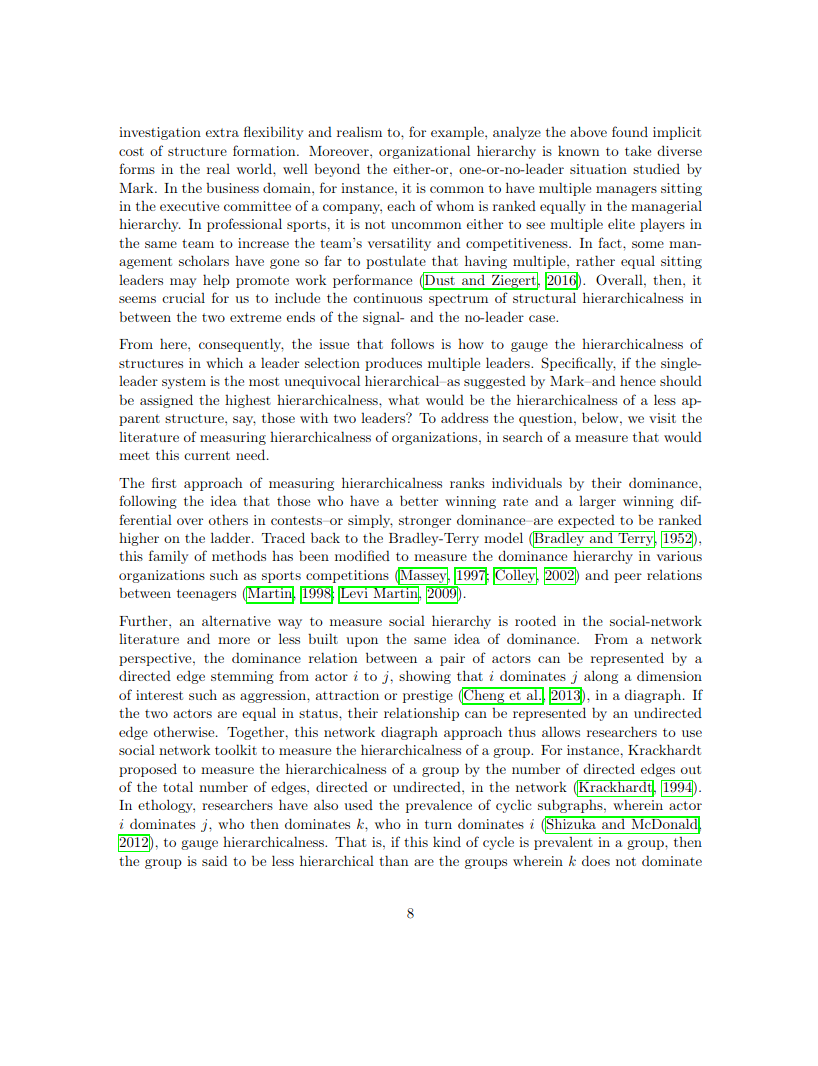 investigation extra flexibility and realism to, for example, analyze the above found implicit
cost of structure formation. Moreover, organizational hierarchy is known to take diverse
forms in the real world, well beyond the either-or, one-or-no-leader situation studied by
Mark. In the business domain, for instance, it is common to have multiple managers sitting
in the executive committee of a company, each of whom is ranked equally in the managerial
hierarchy. In professional sports, it is not uncommon either to see multiple elite players in
the same team to increase the team's versatility and competitiveness. In fact, some man-
agement scholars have gone so far to postulate that having multiple, rather equal sitting
leaders may help promote work performance (Dust and Ziegert, 2016). Overall, then, it
seems crucial for us to include the continuous spectrum of structural hierarchicalness in
between the two extreme ends of the signal- and the no-leader case.
From here, consequently, the issue that follows is how to gauge the hierarchicalness of
structures in which a leader selection produces multiple leaders. Specifically, if the single-
leader system is the most unequivocal hierarchical–as suggested by Mark–and hence should
be assigned the highest hierarchicalness, what would be the hierarchicalness of a less ap-
parent structure, say, those with two leaders? To address the question, below, we visit the
literature of measuring hierarchicalness of organizations, in search of a measure that would
meet this current need.
The first approach of measuring hierarchicalness ranks individuals by their dominance,
following the idea that those who have a better winning rate and a larger winning dif-
ferential over others in contests–or simply, stronger dominance–are expected to be ranked
higher on the ladder. Traced back to the Bradley-Terry model (Bradley and Terry, 1952),
this family of methods has been modified to measure the dominance hierarchy in various
organizations such as sports competitions (Massey, 1997; Colley, 2002) and peer relations
between teenagers (Martin, 1998; Levi Martin, 2009).
Further, an alternative way to measure social hierarchy is rooted in the social-network
literature and more or less built upon the same idea of dominance. From a network
perspective, the dominance relation between a pair of actors can be represented by a
directed edge stemming from actor i to j, showing that i dominates j along a dimension
of interest such as aggression, attraction or prestige (Cheng et al., 2013), in a diagraph. If
the two actors are equal in status, their relationship can be represented by an undirected
edge otherwise. Together, this network diagraph approach thus allows researchers to use
social network toolkit to measure the hierarchicalness of a group. For instance, Krackhardt
proposed to measure the hierarchicalness of a group by the number of directed edges out
of the total number of edges, directed or undirected, in the network (Krackhardt, 1994).
In ethology, researchers have also used the prevalence of cyclic subgraphs, wherein actor
i dominates j, who then dominates k, who in turn dominates i (Shizuka and McDonald,
2012), to gauge hierarchicalness. That is, if this kind of cycle is prevalent in a group, then
the group is said to be less hierarchical than are the groups wherein k does not dominate
8